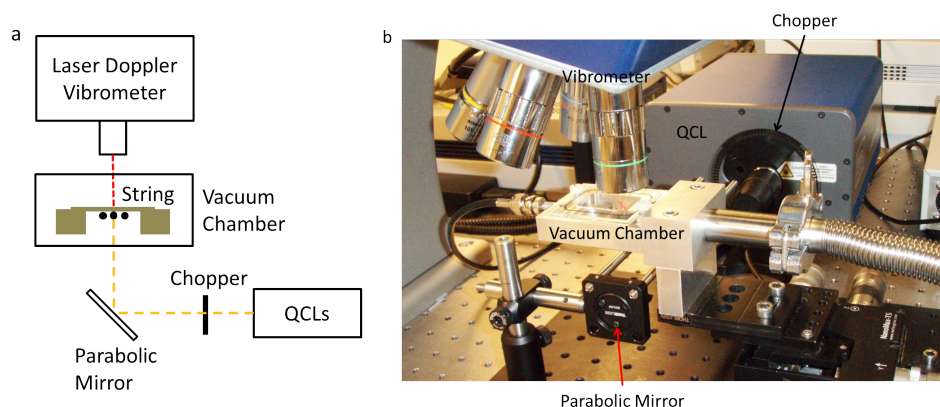 a
Laser Doppler
Vibrometer
String
Vacuum
Chamber
Chopper
QCLs
Parabolic
Mirror
b
Chopper
Vibrometer
QCL
Vacuum Chamber
Parabolic Mirror